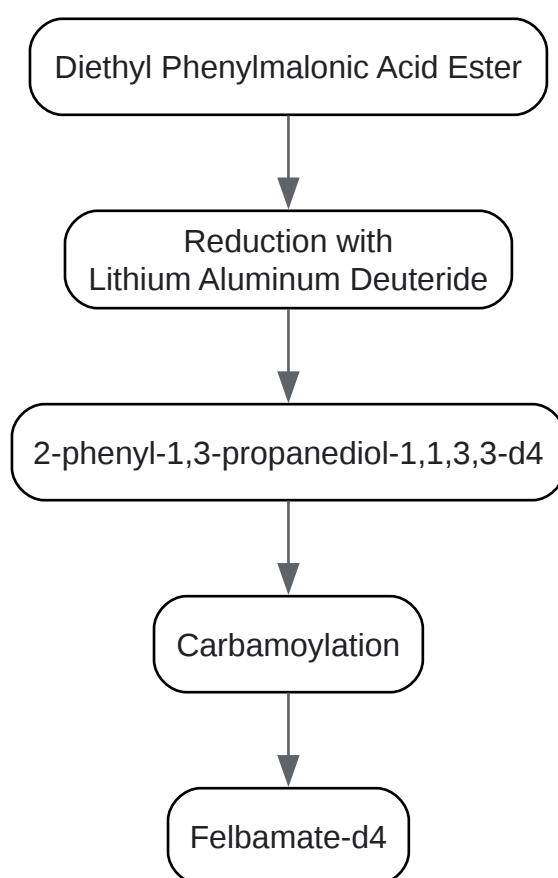 Diethyl Phenylmalonic Acid Ester
Reduction with
Lithium Aluminum Deuteride
2-phenyl-1,3-propanediol-1,1,3,3-d4
Carbamoylation
Felbamate-d4